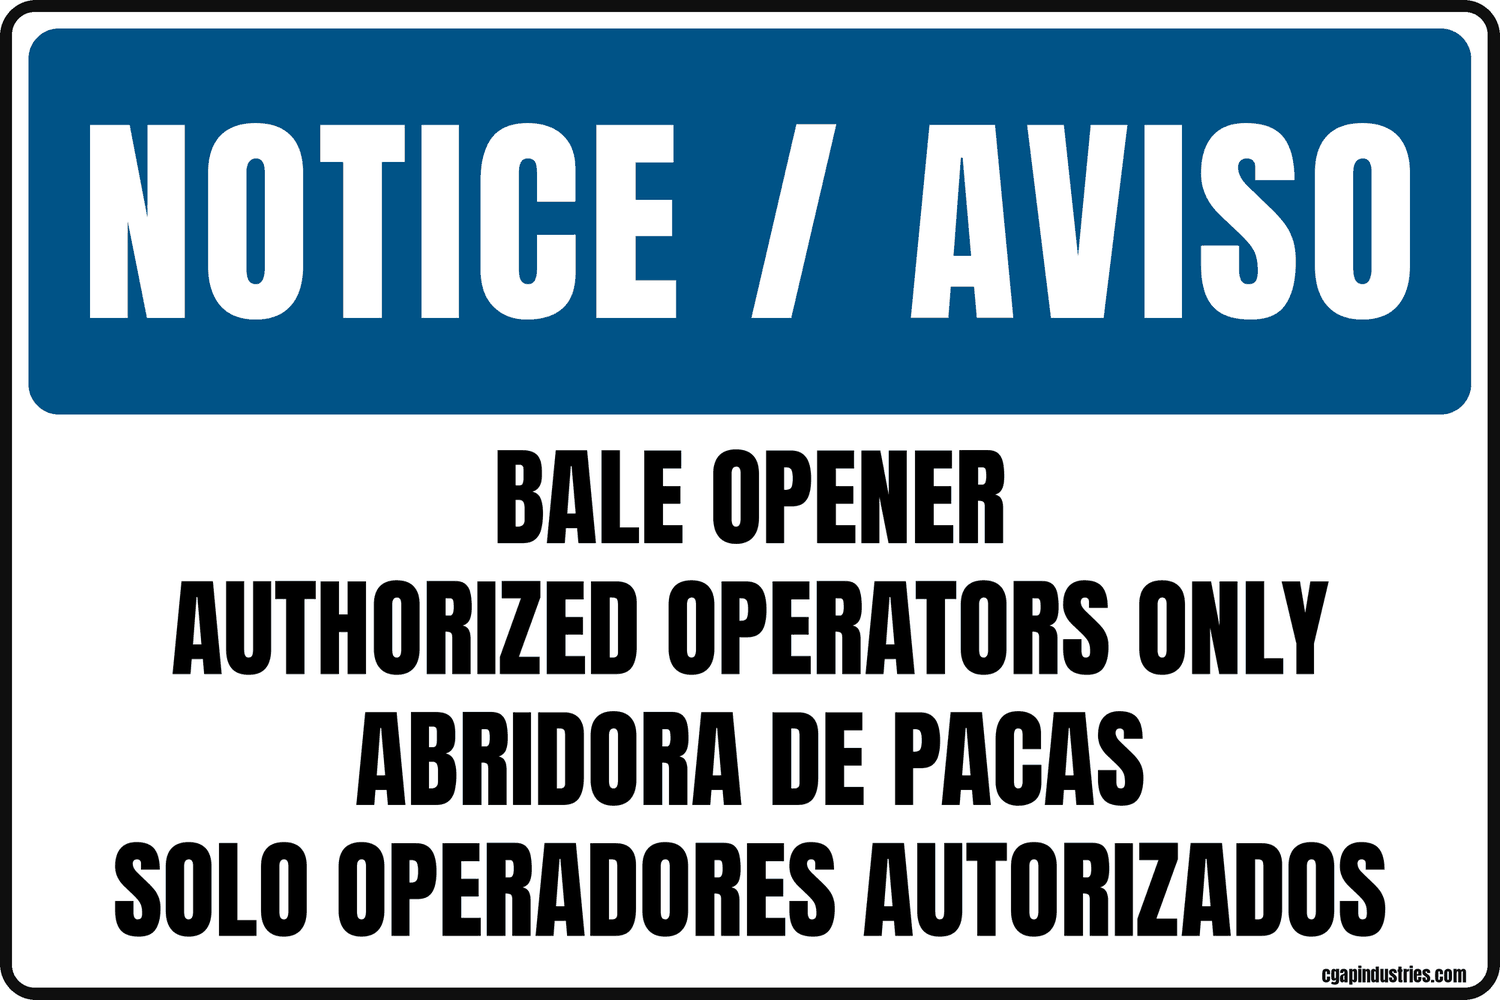 NOTICE / AVISO
BALE OPENER
AUTHORIZED OPERATORS ONLY
ABRIDORA DE PACAS
SOLO OPERADORES AUTORIZADOS
cgapindustries.com